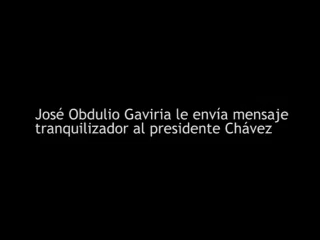 José Obdulio Gaviria le envía mensaje
tranquilizador al presidente Chávez